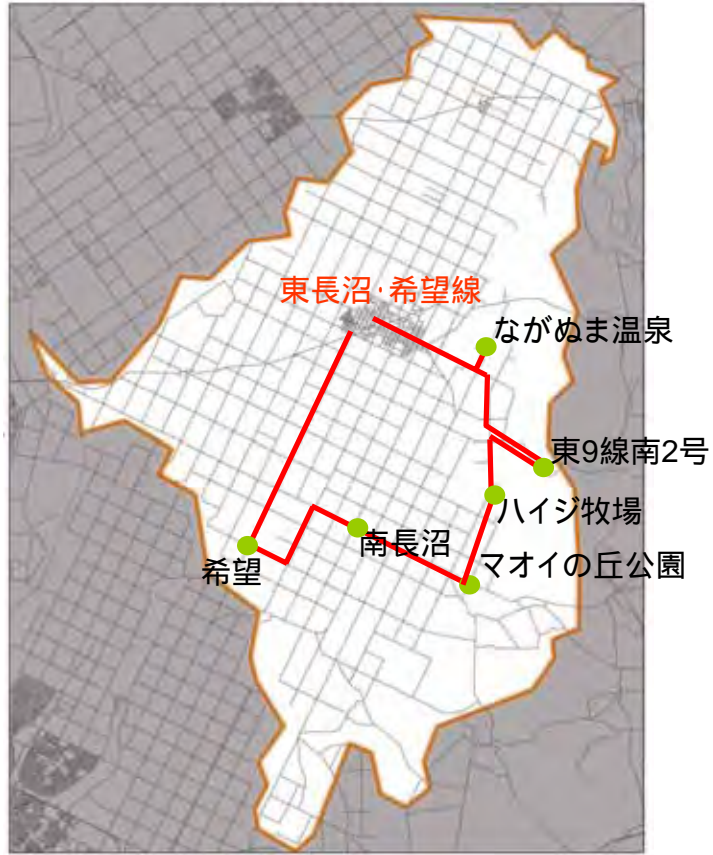 東長沼・希望線
ながぬま温泉
東9線南2号
ハイジ牧場
南長沼
マオイの丘公園
希望